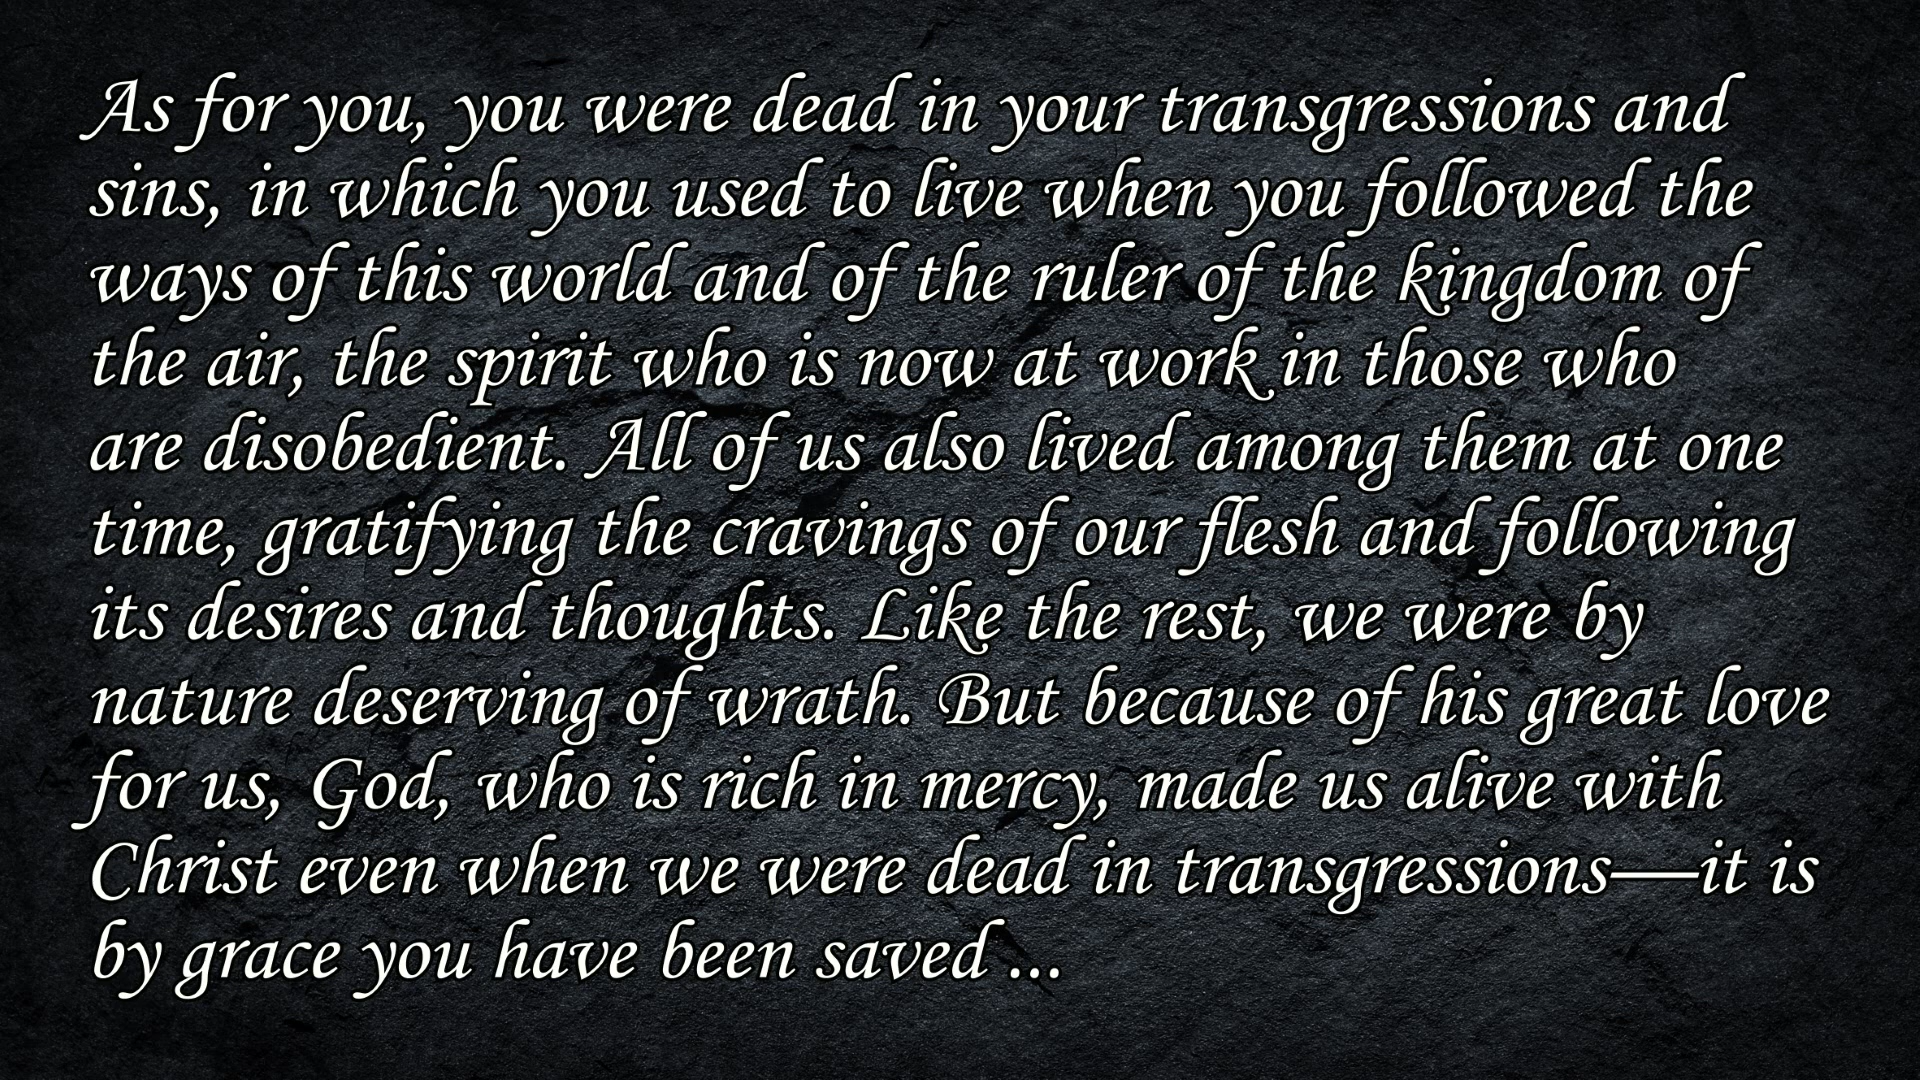 As for you, you were dead in your transgressions and
sins, in which you used to live when you followed the
ways of this world and of the ruler of the kingdom of
the air, the spirit who is now at work in those who
are disobedient. All of us also lived among them at one
time, gratifying the cravings of our flesh and following
its desires and thoughts. Like the rest, we were by
nature deserving of wrath. But because of his great love
for us, God, who is rich in mercy, made us alive with
Christ even when we were dead in transgressions—it is
by grace you have been saved ...